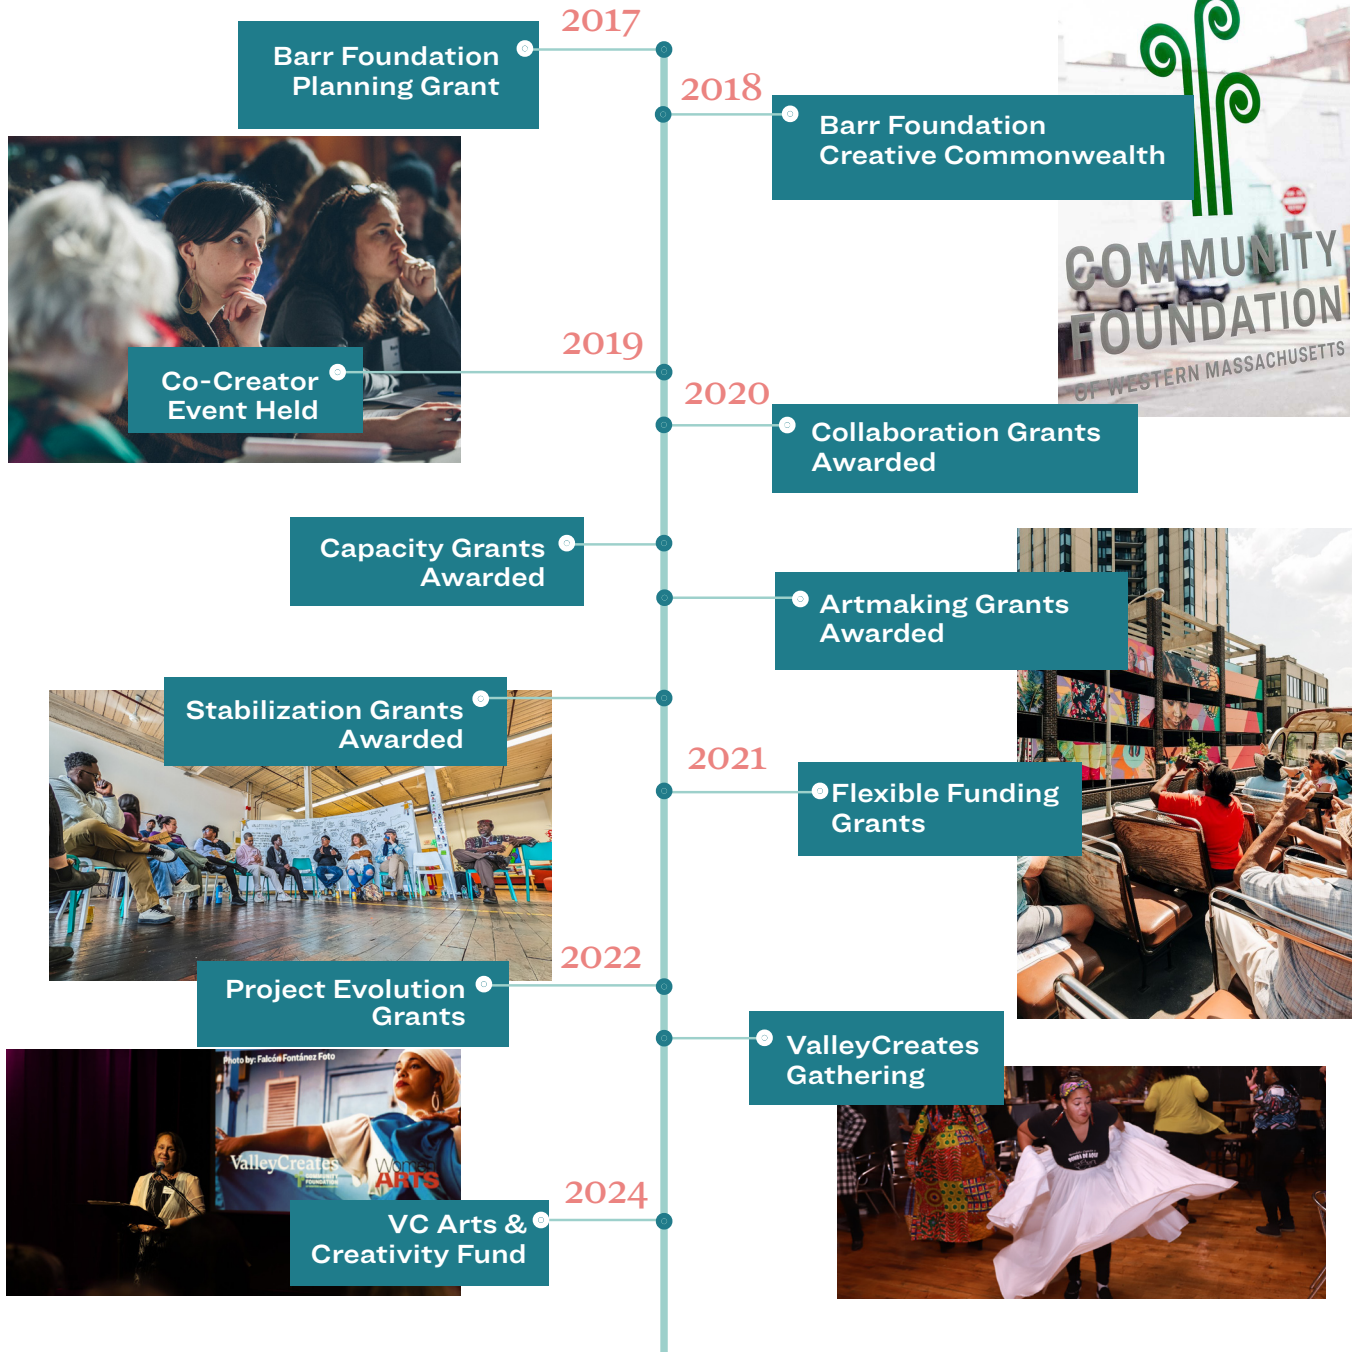 2017
Barr Foundation
Planning Grant
2018
Barr Foundation
Creative Commonwealth
COMMUNITY
FOUNDATION
OF WESTERN MASSACHUSETTS
2019
Co-Creator
Event Held
2020
Collaboration Grants
Awarded
Capacity Grants
Awarded
Artmaking Grants
Awarded
Stabilization Grants
Awarded
2021
Flexible Funding
Grants
2022
Project Evolution
Grants
ValleyCreates
Gathering
Photo by: Falcón Fontánez Foto
ValleyCreates
COMMUNITY
FOUNDATION
ARTS
2024
VC Arts &
Creativity Fund